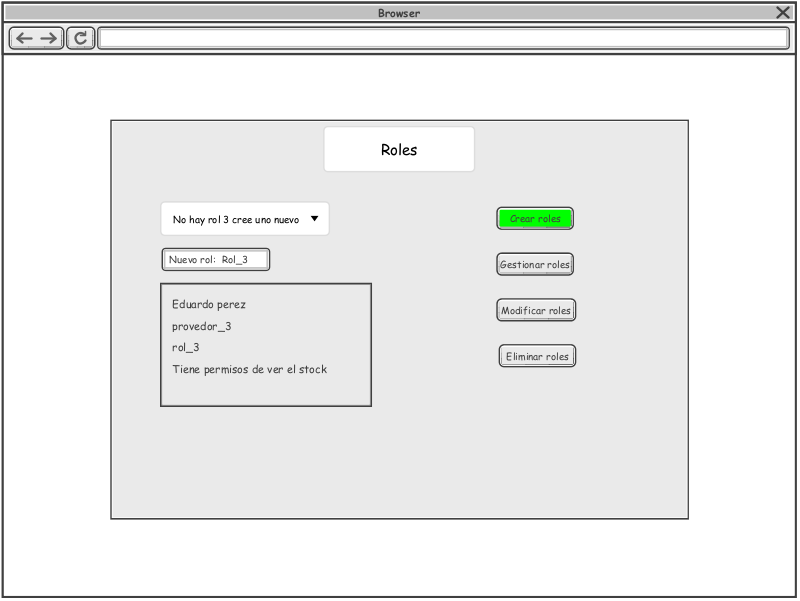 Browser
Roles
No hay rol 3 cree uno nuevo
Crear roles
Nuevo rol: Rol_3
Gestionar roles
Eduardo perez
provedor_3
rol_3
Tiene permisos de ver el stock
Modificar roles
Eliminar roles